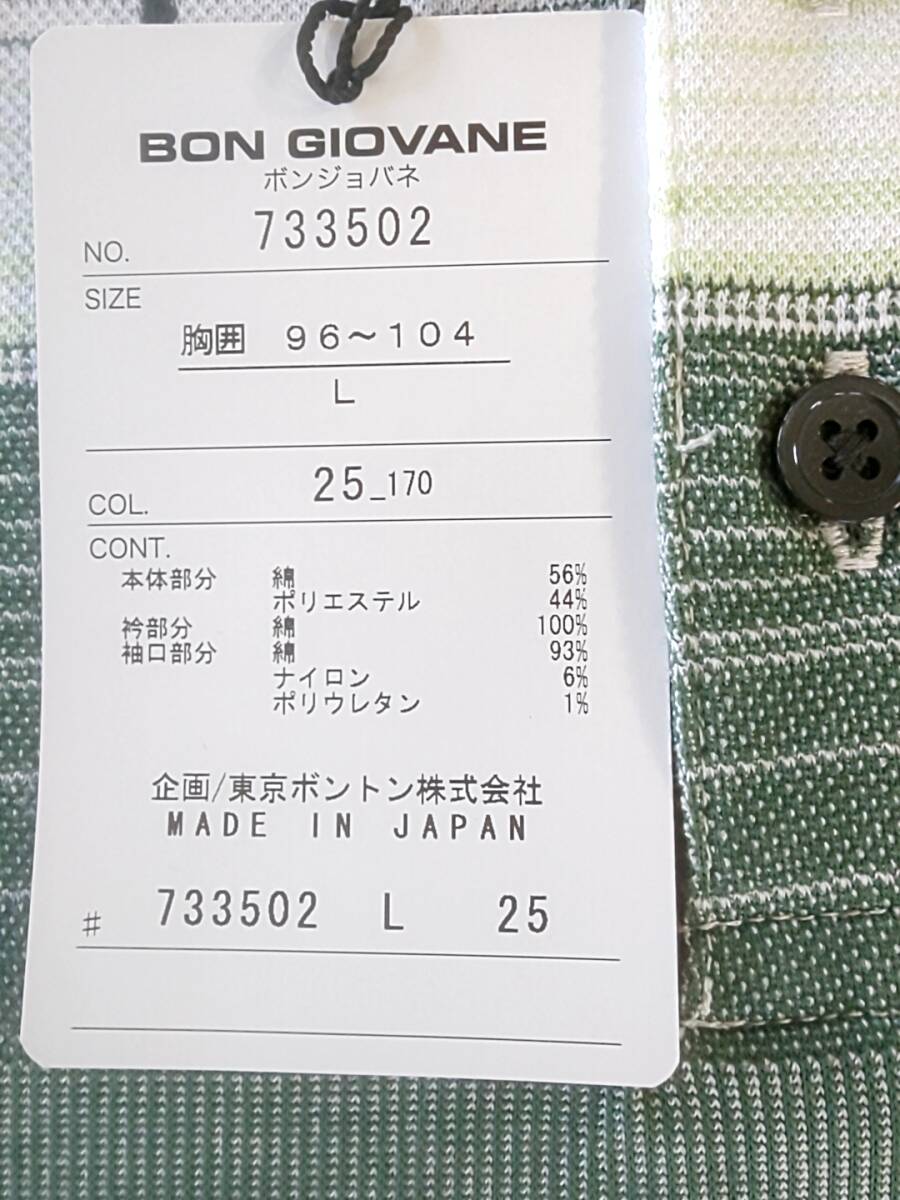 BON GIOVANE
ボンジョバネ
NO. 733502
SIZE
胸囲 96～104
L
COL. 25_170
CONT.
本体部分 綿 56%
ポリエステル 44%
衿部分 綿 100%
袖口部分 綿 93%
ナイロン 6%
ポリウレタン 1%
企画/東京ボントン株式会社
MADE IN JAPAN
# 733502 L 25